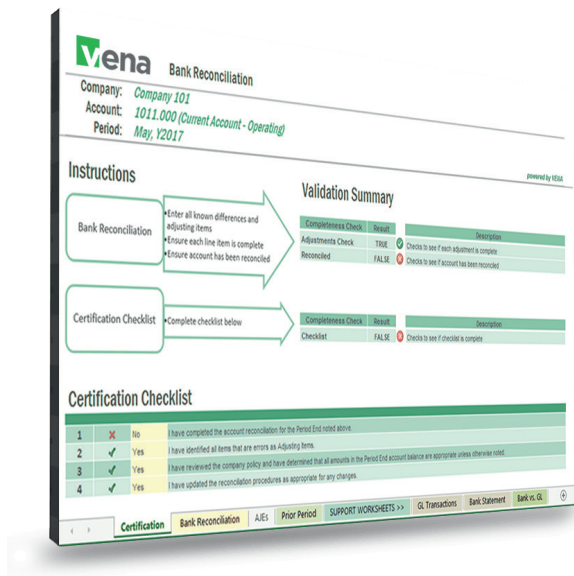 vena Bank Reconciliation
Company: Company 101
Account: 1011.000 (Current Account - Operating)
Period: May, Y2017
powered by VENA
Instructions
Bank Reconciliation
•Enter all known differences and
adjusting items
•Ensure each line item is complete
•Ensure account has been reconciled
Certification Checklist
•Complete checklist below
Validation Summary
Completeness Check Result Description
Adjustments Check TRUE Checks to see if each adjustment is complete
Reconciled FALSE Checks to see if account has been reconciled
Completeness Check Result Description
Checklist FALSE Checks to see if checklist is complete
Certification Checklist
1 No I have completed the account reconciliation for the Period End noted above.
2 Yes I have identified all items that are errors as Adjusting Items.
3 Yes I have reviewed the company policy and have determined that all amounts in the Period End account balance are appropriate unless otherwise noted.
4 Yes I have updated the reconciliation procedures as appropriate for any changes.
Certification Bank Reconciliation AJEs Prior Period SUPPORT WORKSHEETS >> GL Transactions Bank Statement Bank vs. GL